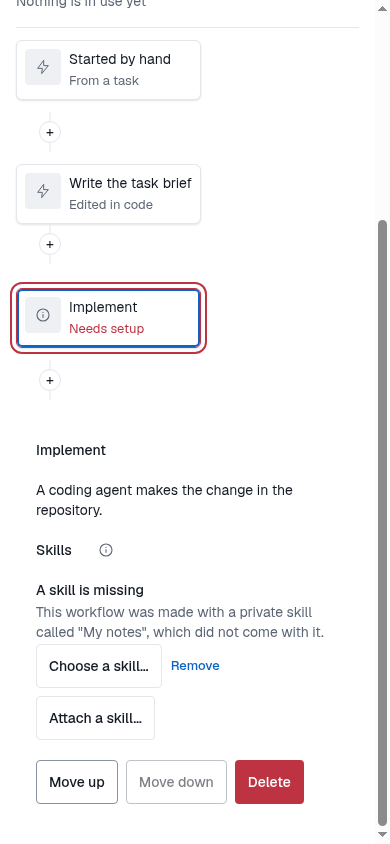 Nothing is in use yet
Started by hand
From a task
+
Write the task brief
Edited in code
+
Implement
Needs setup
+
Implement
A coding agent makes the change in the
repository.
Skills
A skill is missing
This workflow was made with a private skill
called "My notes", which did not come with it.
Choose a skill...
Remove
Attach a skill...
Move up
Move down
Delete